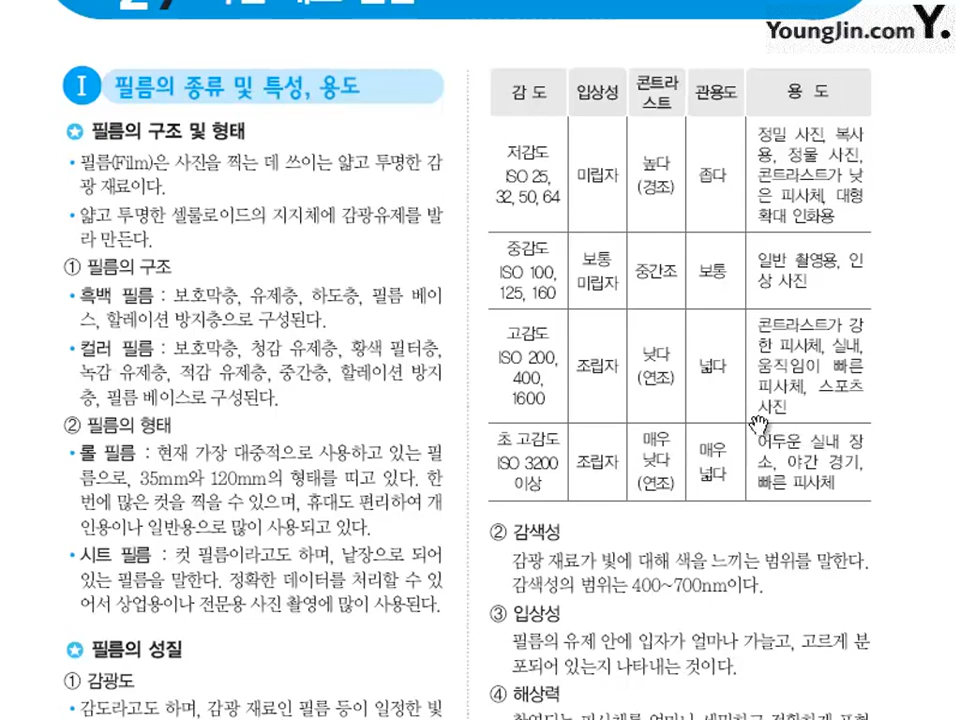 YoungJin.com Y.
Ⅰ 필름의 종류 및 특성, 용도
✪ 필름의 구조 및 형태
• 필름(Film)은 사진을 찍는 데 쓰이는 얇고 투명한 감
광 재료이다.
• 얇고 투명한 셀룰로이드의 지지체에 감광유제를 발
라 만든다.
① 필름의 구조
• 흑백 필름 : 보호막층, 유제층, 하도층, 필름 베이
스, 할레이션 방지층으로 구성된다.
• 컬러 필름 : 보호막층, 청감 유제층, 황색 필터층,
녹감 유제층, 적감 유제층, 중간층, 할레이션 방지
층, 필름 베이스로 구성된다.
② 필름의 형태
• 롤 필름 : 현재 가장 대중적으로 사용하고 있는 필
름으로, 35mm와 120mm의 형태를 띠고 있다. 한
번에 많은 컷을 찍을 수 있으며, 휴대도 편리하여 개
인용이나 일반용으로 많이 사용되고 있다.
• 시트 필름 : 컷 필름이라고도 하며, 낱장으로 되어
있는 필름을 말한다. 정확한 데이터를 처리할 수 있
어서 상업용이나 전문용 사진 촬영에 많이 사용된다.
✪ 필름의 성질
① 감광도
• 감도라고도 하며, 감광 재료인 필름 등이 일정한 빛
감 도 입상성 콘트라스트 관용도 용 도
저감도 ISO 25, 32, 50, 64 미립자 높다 (경조) 좁다 정밀 사진, 복사용, 정물 사진, 콘트라스트가 낮은 피사체, 대형 확대 인화용
중감도 ISO 100, 125, 160 보통 미립자 중간조 보통 일반 촬영용, 인상 사진
고감도 ISO 200, 400, 1600 조립자 낮다 (연조) 넓다 콘트라스트가 강한 피사체, 실내, 움직임이 빠른 피사체, 스포츠 사진
초 고감도 ISO 3200 이상 조립자 매우 낮다 (연조) 매우 넓다 어두운 실내 장소, 야간 경기, 빠른 피사체
② 감색성
감광 재료가 빛에 대해 색을 느끼는 범위를 말한다.
감색성의 범위는 400~700nm이다.
③ 입상성
필름의 유제 안에 입자가 얼마나 가늘고, 고르게 분
포되어 있는지 나타내는 것이다.
④ 해상력